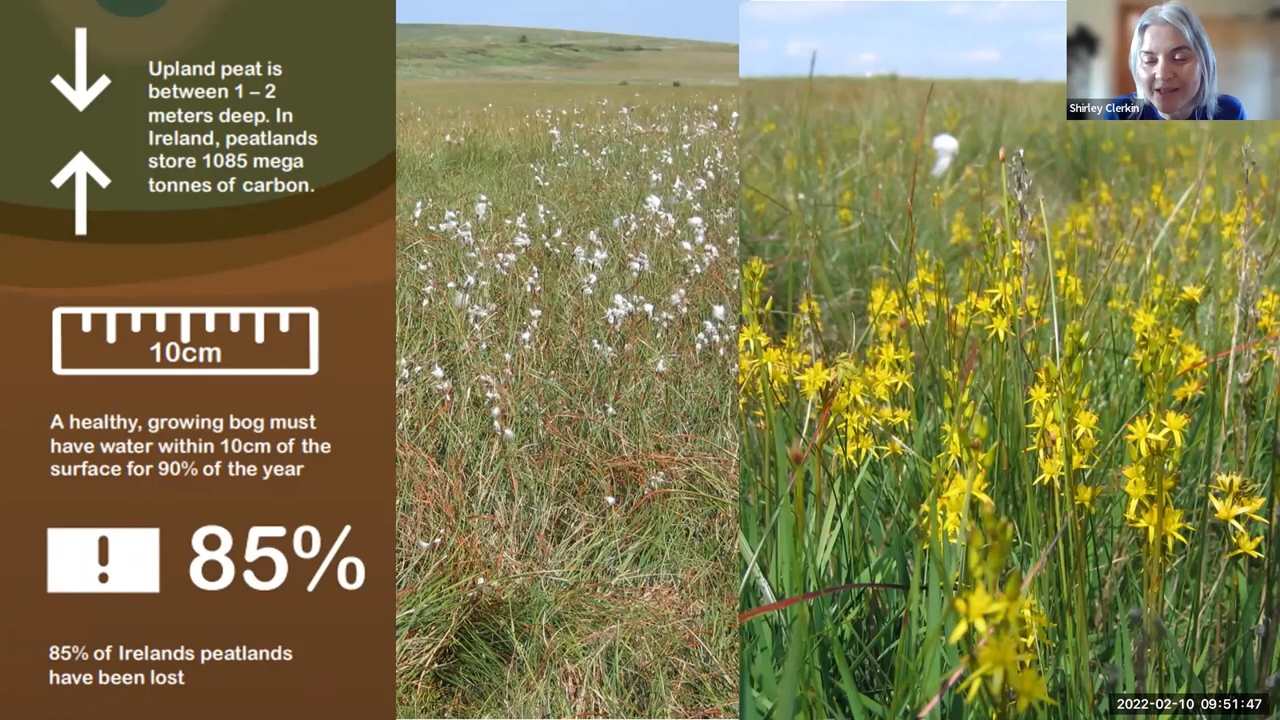 Upland peat is
between 1 – 2
meters deep. In
Ireland, peatlands
store 1085 mega
tonnes of carbon.
10cm
A healthy, growing bog must
have water within 10cm of the
surface for 90% of the year
! 85%
85% of Irelands peatlands
have been lost
Shirley Clerkin
2022-02-10 09:51:47